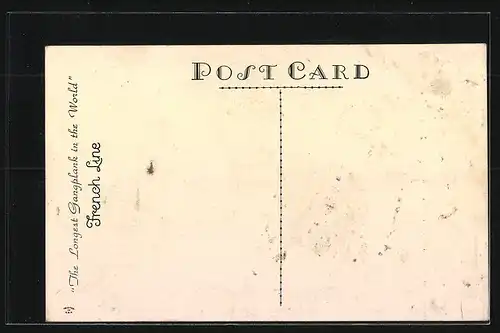 POST CARD
"The Longest Gangplank in the World"
French Line